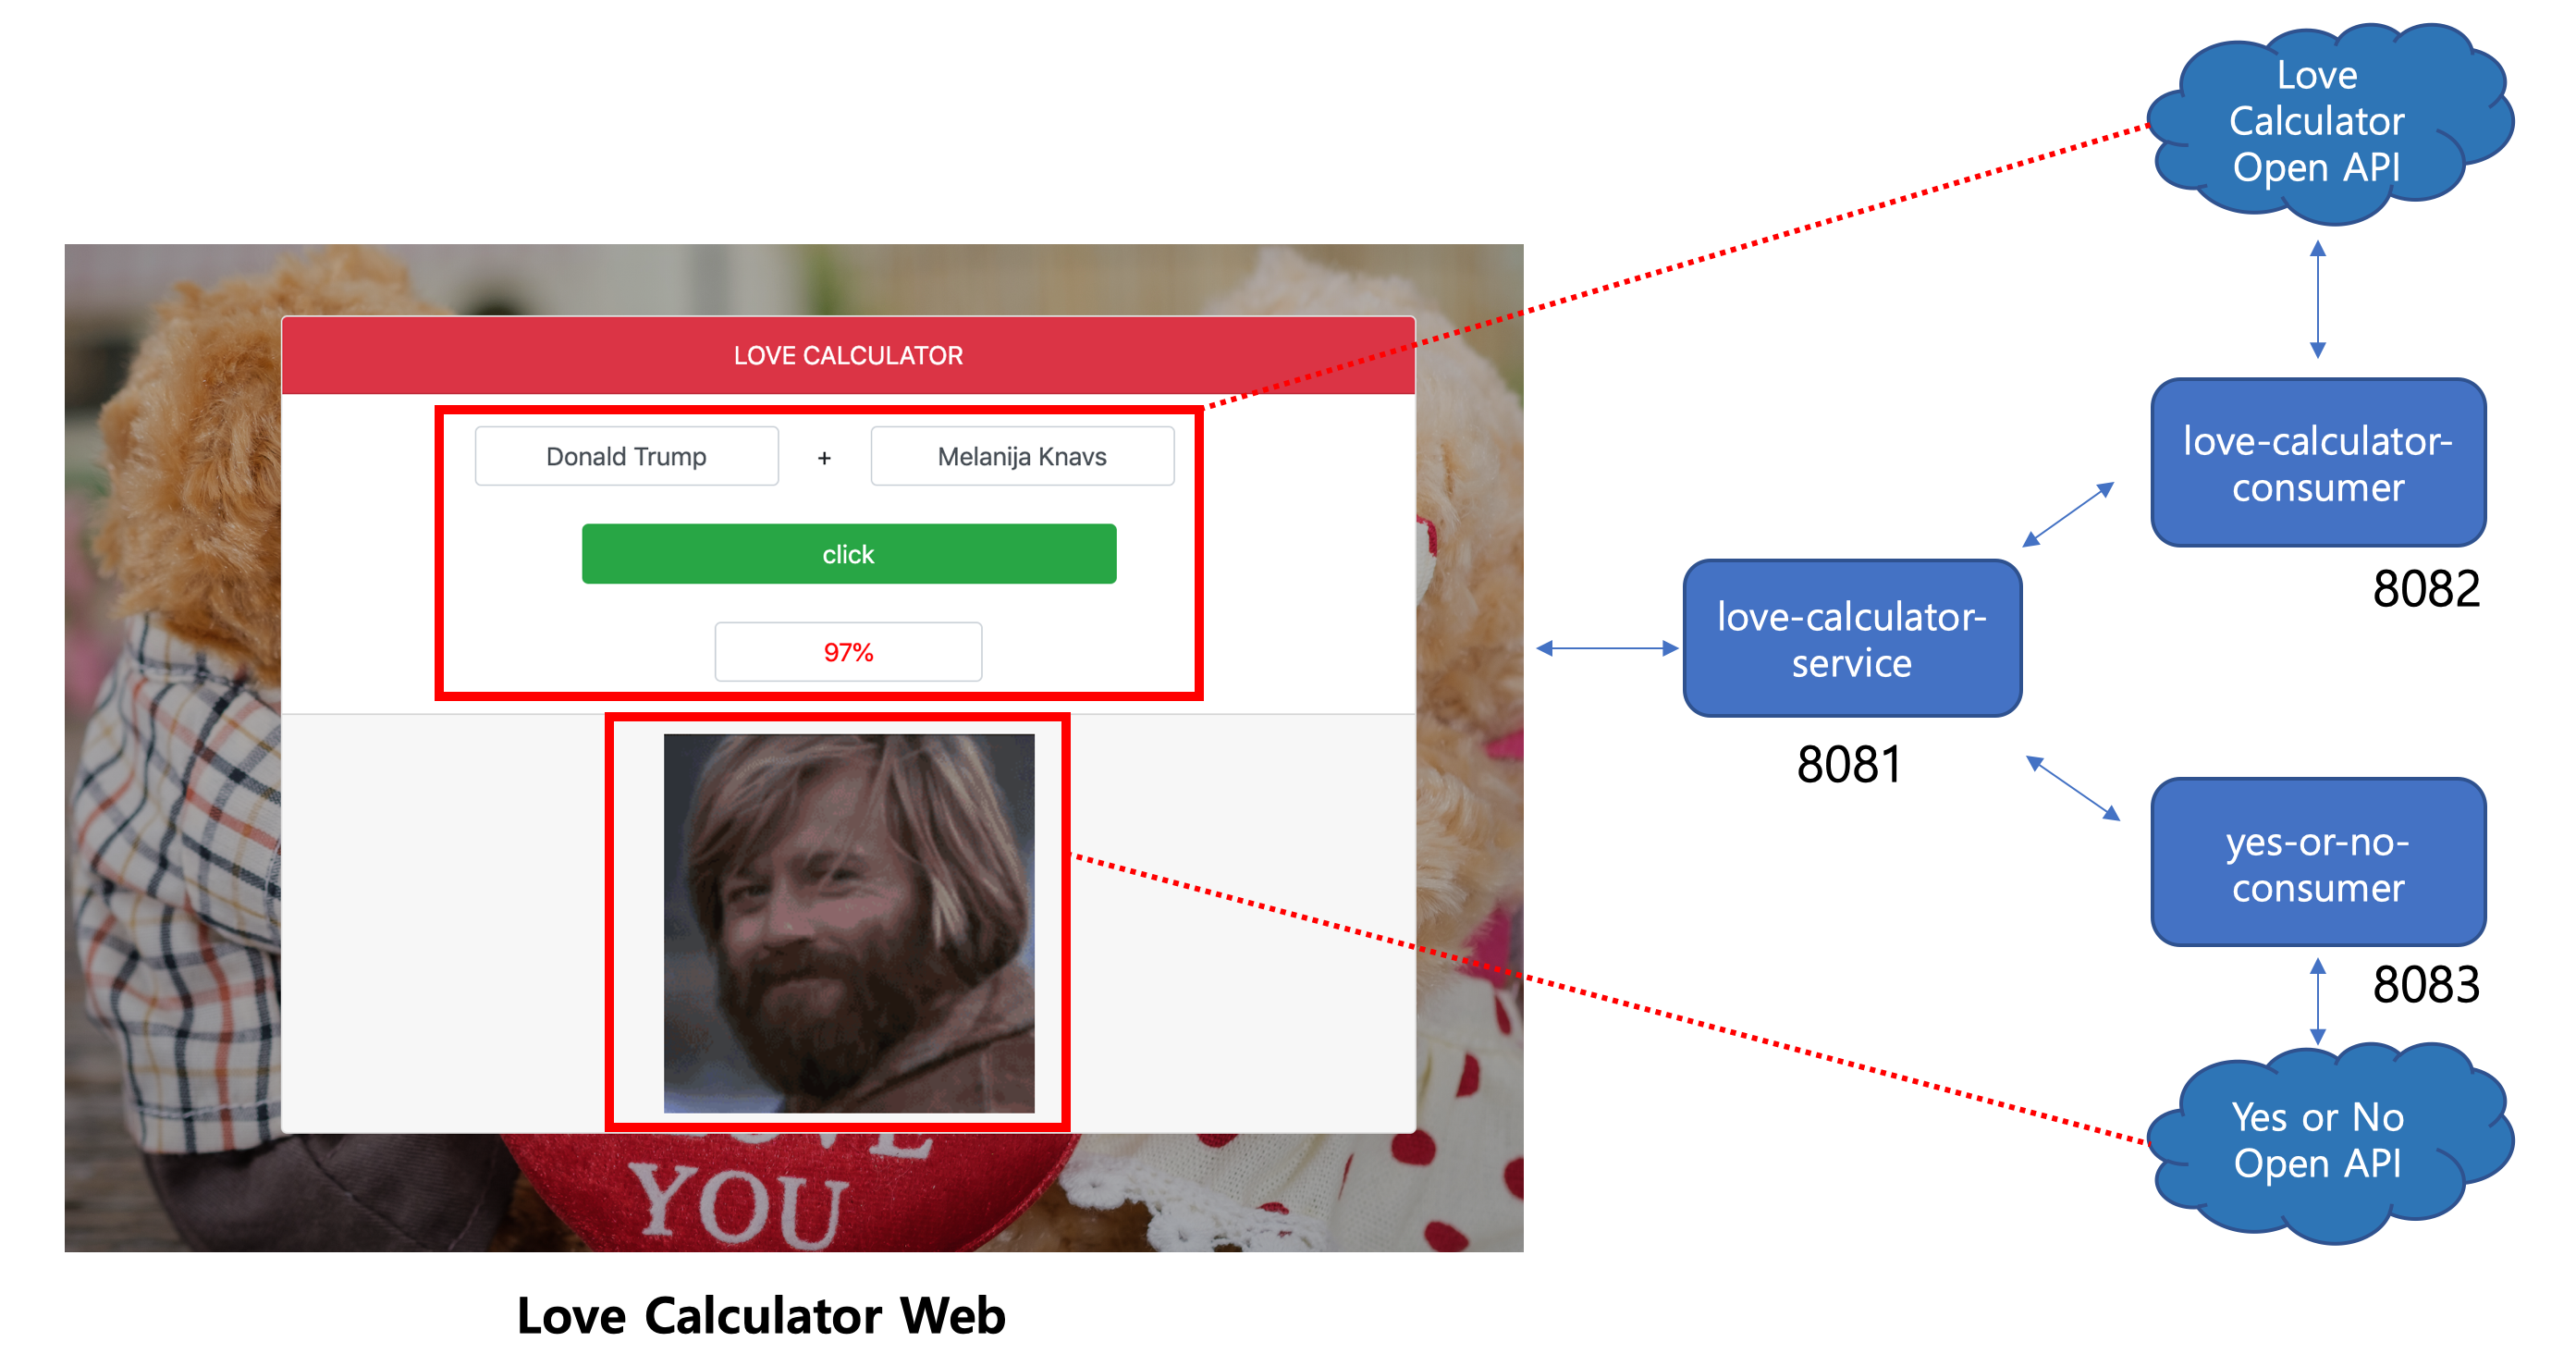 LOVE CALCULATOR
Donald Trump + Melanija Knavs
click
97%
YOU
Love Calculator Web
Love
Calculator
Open API
love-calculator-
consumer
8082
love-calculator-
service
8081
yes-or-no-
consumer
8083
Yes or No
Open API